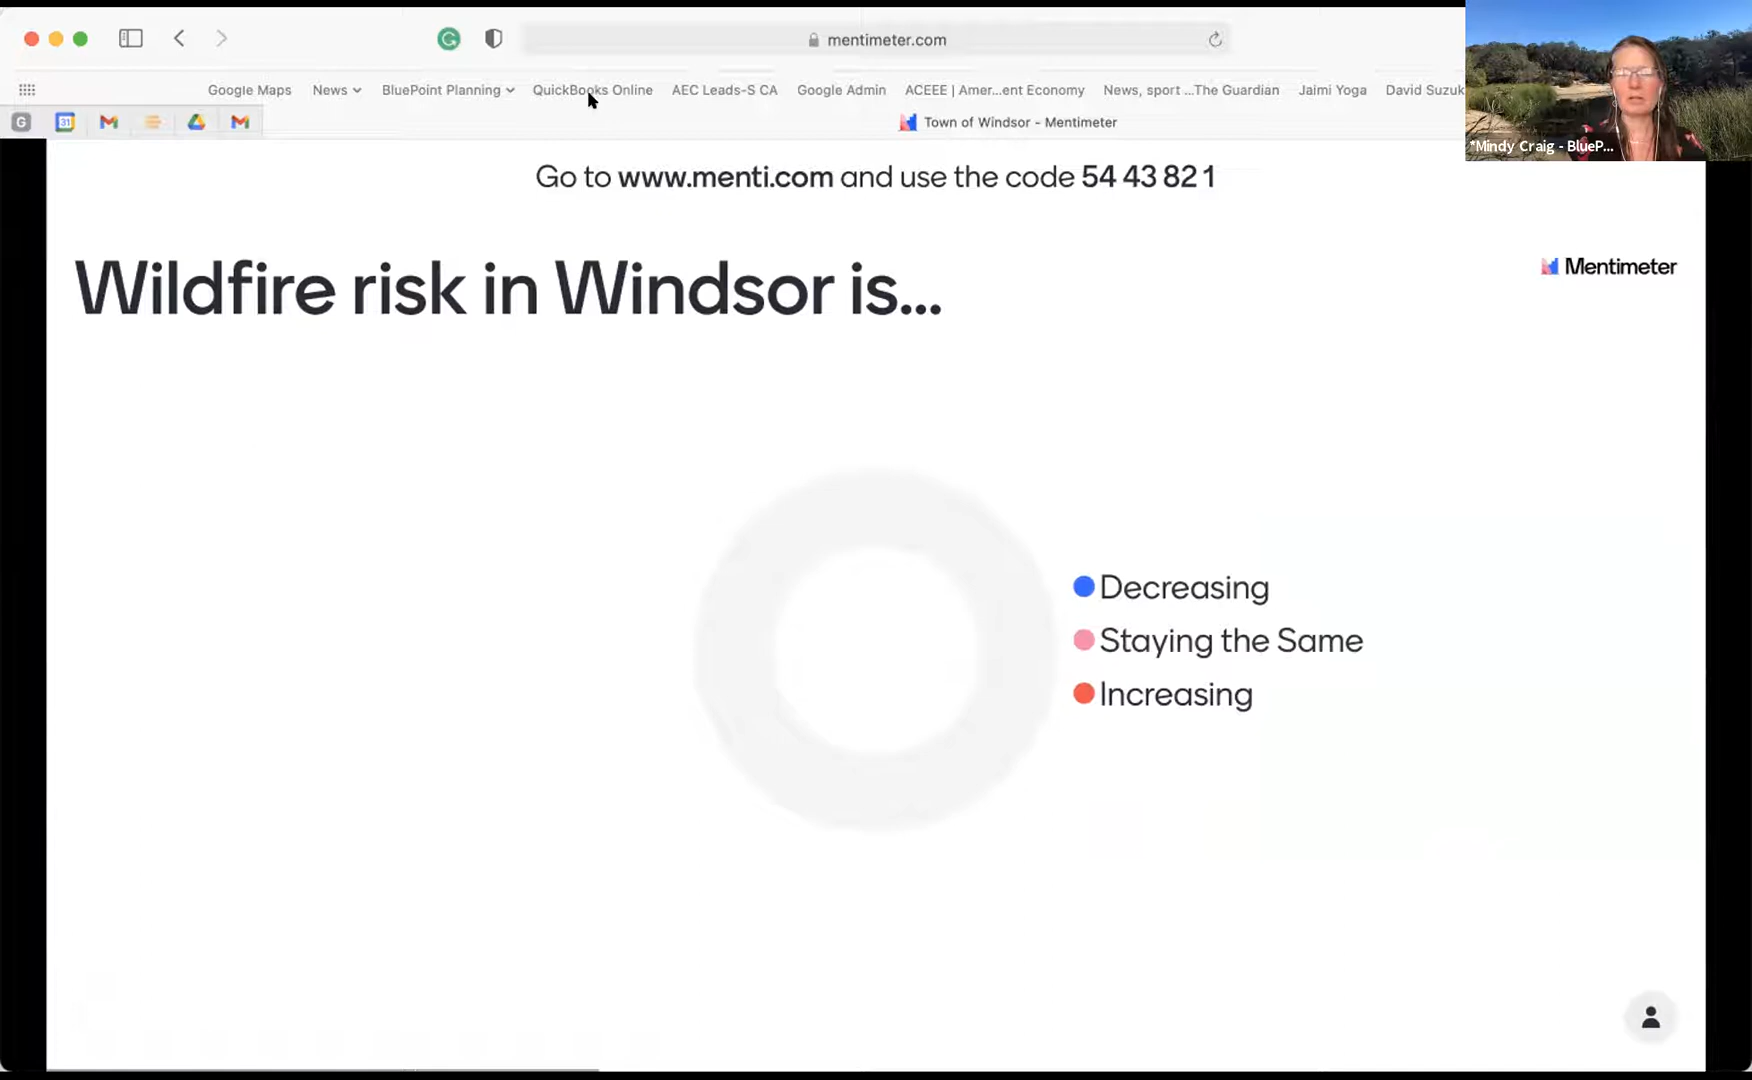 mentimeter.com
Google Maps News BluePoint Planning QuickBooks Online AEC Leads-S CA Google Admin ACEEE | Amer...ent Economy News, sport ...The Guardian Jaimi Yoga David Suzuk
G 31 Town of Windsor - Mentimeter
*Mindy Craig - BlueP...
Go to www.menti.com and use the code 54 43 82 1
Wildfire risk in Windsor is...
Mentimeter
Decreasing
Staying the Same
Increasing